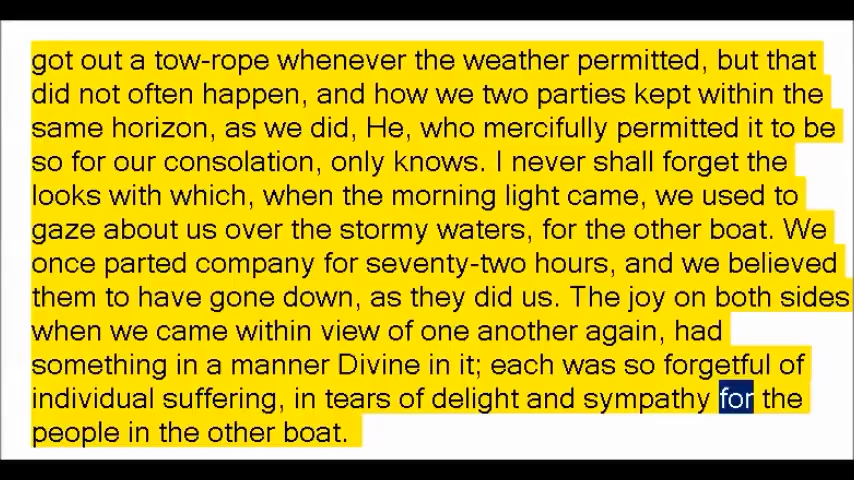 got out a tow-rope whenever the weather permitted, but that
did not often happen, and how we two parties kept within the
same horizon, as we did, He, who mercifully permitted it to be
so for our consolation, only knows. I never shall forget the
looks with which, when the morning light came, we used to
gaze about us over the stormy waters, for the other boat. We
once parted company for seventy-two hours, and we believed
them to have gone down, as they did us. The joy on both sides
when we came within view of one another again, had
something in a manner Divine in it; each was so forgetful of
individual suffering, in tears of delight and sympathy for the
people in the other boat.